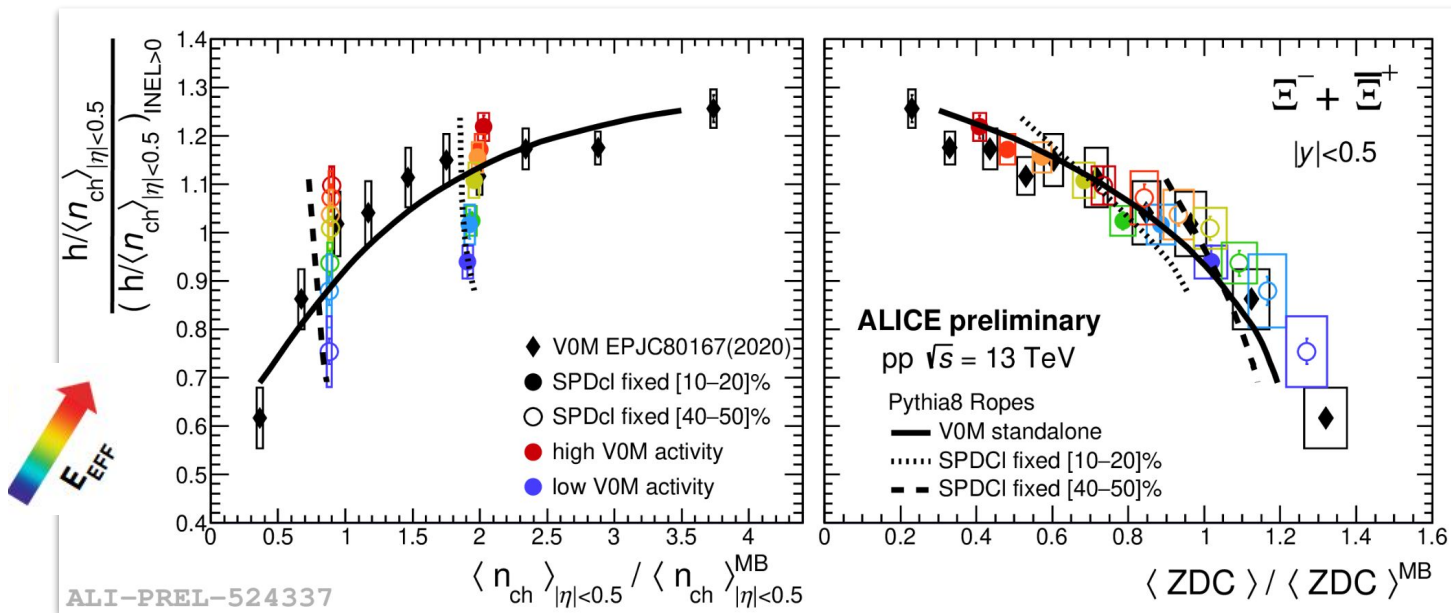 h/⟨n_ch⟩|η|<0.5
(h/⟨n_ch⟩|η|<0.5)INEL>0
1.4
1.3
1.2
1.1
1
0.9
0.8
0.7
0.6
0.5
0.4
◆ V0M EPJC80167(2020)
● SPDcl fixed [10–20]%
○ SPDcl fixed [40–50]%
● high V0M activity
● low V0M activity
0 0.5 1 1.5 2 2.5 3 3.5 4
⟨n_ch⟩|η|<0.5 / ⟨n_ch⟩^MB|η|<0.5
E_EFF
Ξ⁻ + Ξ̅⁺
|y|<0.5
ALICE preliminary
pp √s = 13 TeV
Pythia8 Ropes
V0M standalone
SPDCl fixed [10–20]%
SPDCl fixed [40–50]%
0 0.2 0.4 0.6 0.8 1 1.2 1.4 1.6
⟨ZDC⟩/⟨ZDC⟩^MB
ALI-PREL-524337